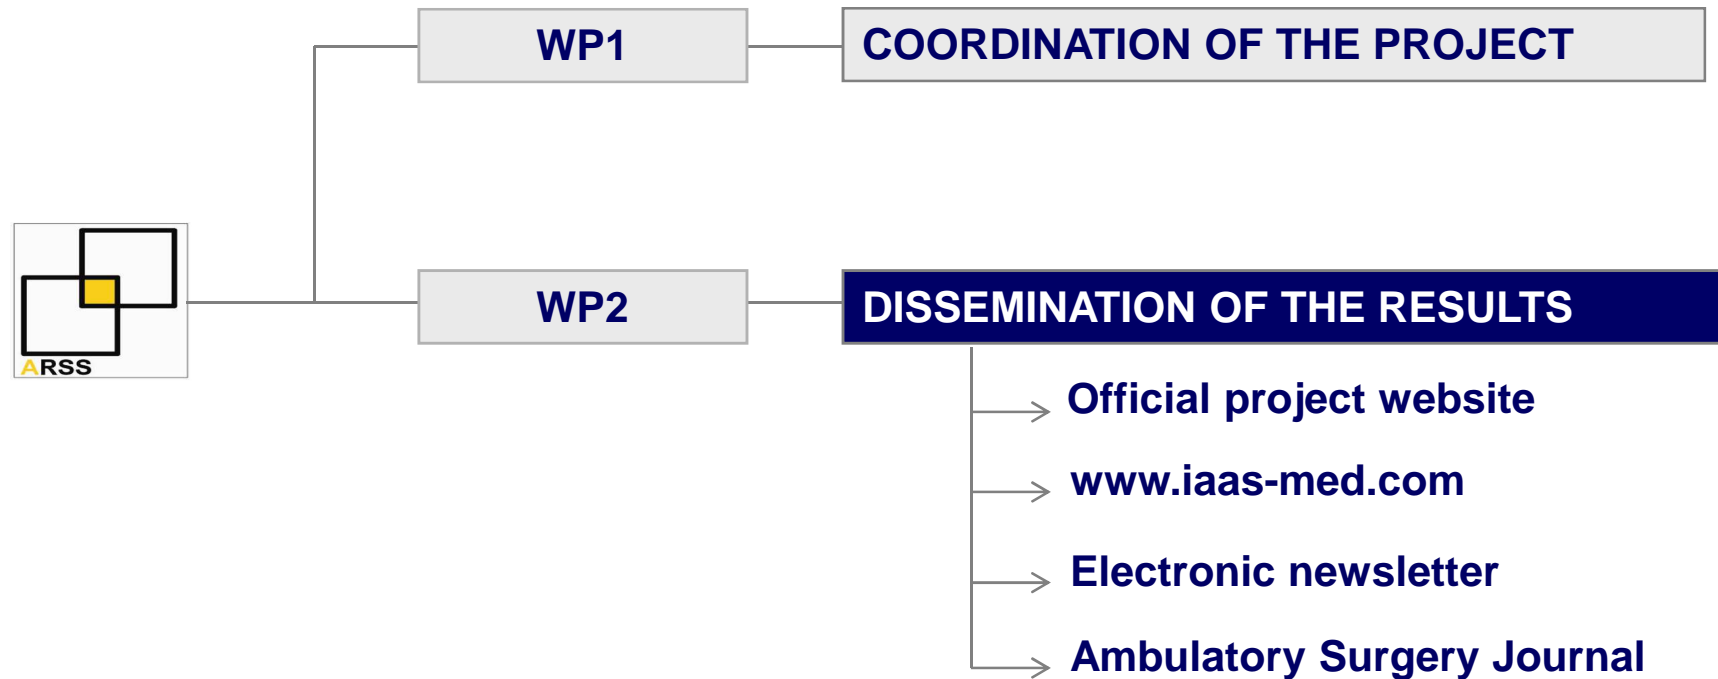 WP1
COORDINATION OF THE PROJECT
WP2
DISSEMINATION OF THE RESULTS
ARSS
Official project website
www.iaas-med.com
Electronic newsletter
Ambulatory Surgery Journal